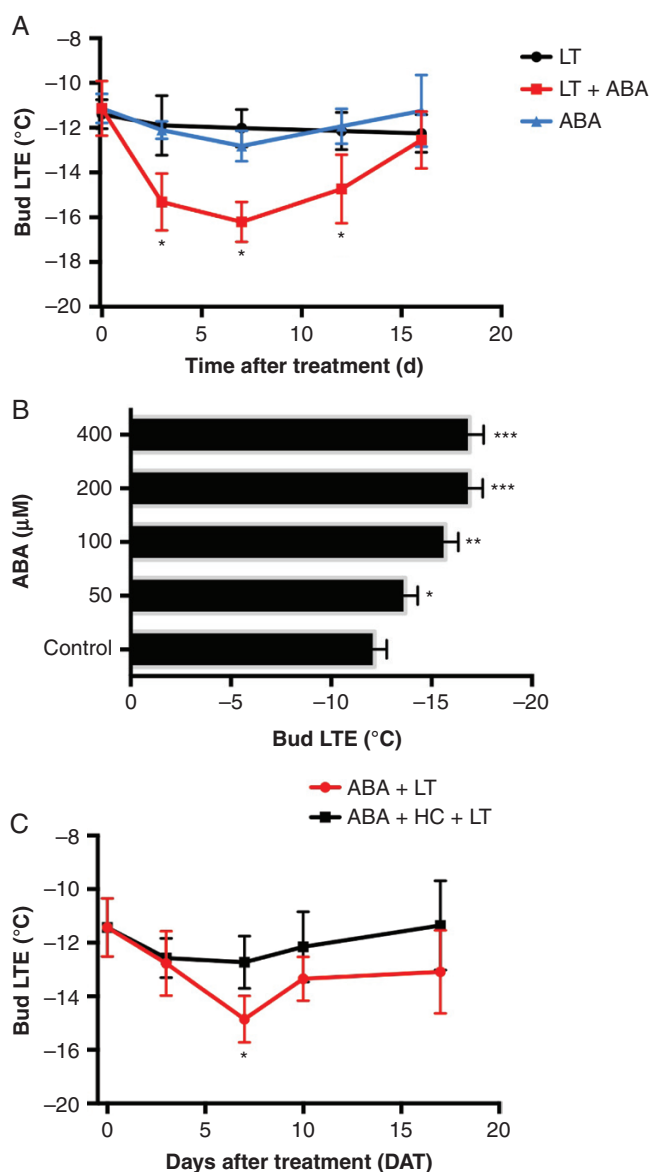 A
LT
LT + ABA
ABA
Bud LTE (°C)
–8
–10
–12
–14
–16
–18
–20
*
*
*
0
5
10
15
20
Time after treatment (d)
B
ABA (µM)
400
***
200
***
100
**
50
*
Control
0
–5
–10
–15
–20
Bud LTE (°C)
ABA + LT
ABA + HC + LT
C
Bud LTE (°C)
–8
–10
–12
–14
–16
–20
*
0
5
10
15
20
Days after treatment (DAT)